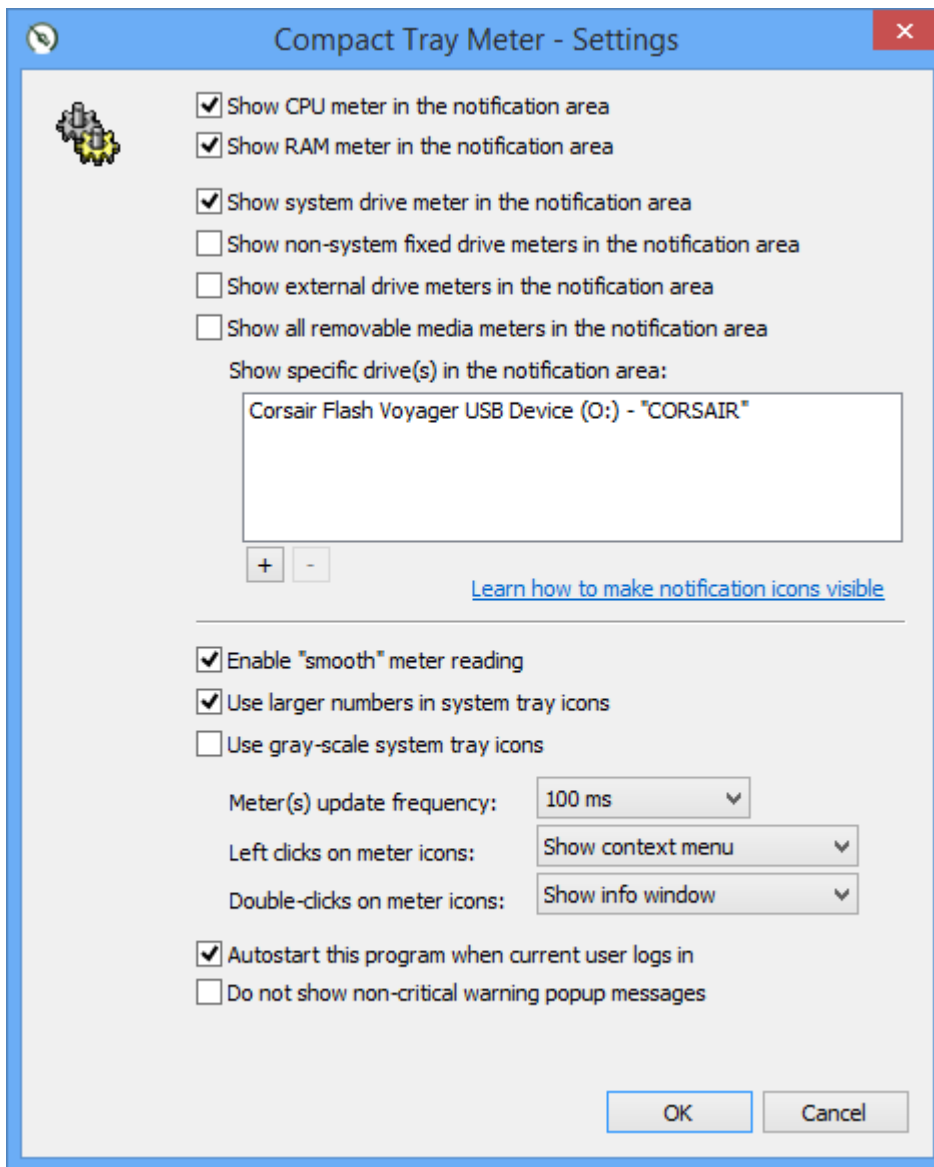 Compact Tray Meter - Settings
Show CPU meter in the notification area
Show RAM meter in the notification area
Show system drive meter in the notification area
Show non-system fixed drive meters in the notification area
Show external drive meters in the notification area
Show all removable media meters in the notification area
Show specific drive(s) in the notification area:
Corsair Flash Voyager USB Device (O:) - "CORSAIR"
+ -
Learn how to make notification icons visible
Enable "smooth" meter reading
Use larger numbers in system tray icons
Use gray-scale system tray icons
Meter(s) update frequency: 100 ms
Left clicks on meter icons: Show context menu
Double-clicks on meter icons: Show info window
Autostart this program when current user logs in
Do not show non-critical warning popup messages
OK Cancel